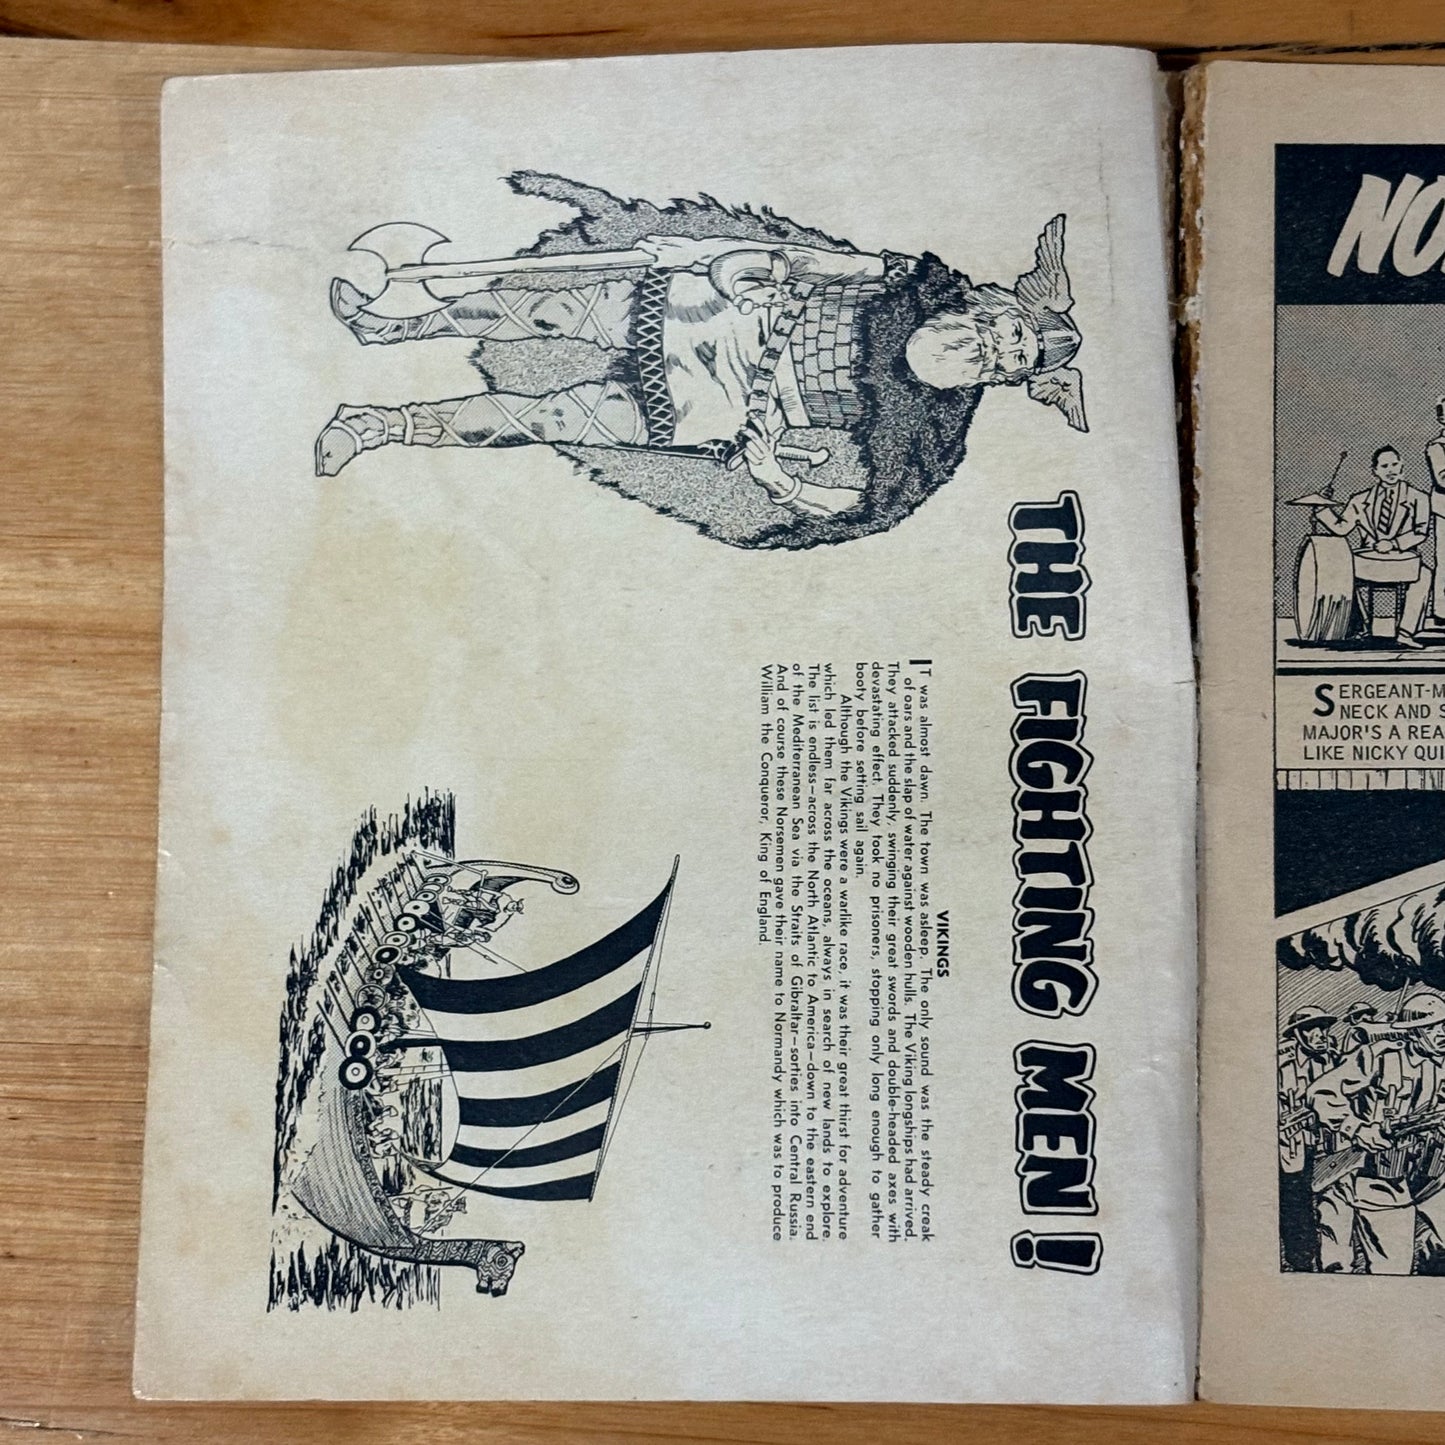 THE FIGHTING MEN!
VIKINGS
IT was almost dawn. The town was asleep. The only sound was the steady creak
of oars and the slap of water against wooden hulls. The Viking longships had arrived.
They attacked suddenly, swinging their great swords and double-headed axes with
devastating effect. They took no prisoners, stopping only long enough to gather
booty before setting sail again.
Although the Vikings were a warlike race, it was their great thirst for adventure
which led them far across the oceans, always in search of new lands to explore.
The list is endless—across the North Atlantic to America—down to the eastern end
of the Mediterranean Sea via the Straits of Gibraltar—sorties into Central Russia.
And of course these Norsemen gave their name to Normandy which was to produce
William the Conqueror, King of England.
NO
SERGEANT-M
NECK AND S
MAJOR'S A REA
LIKE NICKY QUI